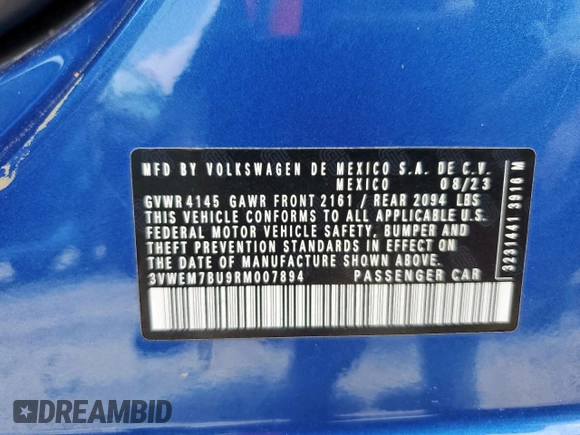 MFD BY VOLKSWAGEN DE MEXICO S.A. DE C.V.
MEXICO 08/23
GVWR 4145 GAWR FRONT 2161 / REAR 2094 LBS
THIS VEHICLE CONFORMS TO ALL APPLICABLE U.S.
FEDERAL MOTOR VEHICLE SAFETY, BUMPER AND
THEFT PREVENTION STANDARDS IN EFFECT ON
THE DATE OF MANUFACTURE SHOWN ABOVE.
3VWEM7BU9RM007894 PASSENGER CAR
3231441 3916 M
DREAMBID